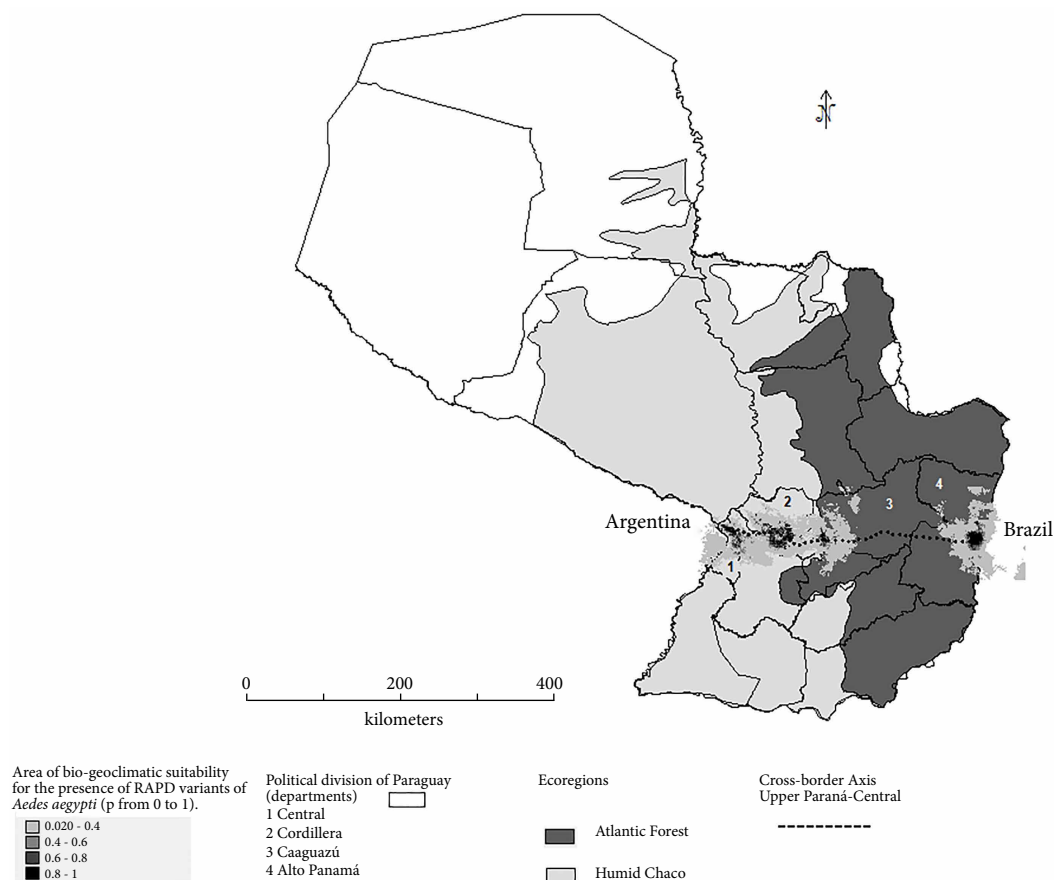 N
2
4
3
Argentina
Brazil
1
0 200 400
kilometers
Area of bio-geoclimatic suitability
for the presence of RAPD variants of
Aedes aegypti (p from 0 to 1).
0.020 - 0.4
0.4 - 0.6
0.6 - 0.8
0.8 - 1
Political division of Paraguay
(departments)
1 Central
2 Cordillera
3 Caaguazú
4 Alto Panamá
Ecoregions
Atlantic Forest
Humid Chaco
Cross-border Axis
Upper Paraná-Central